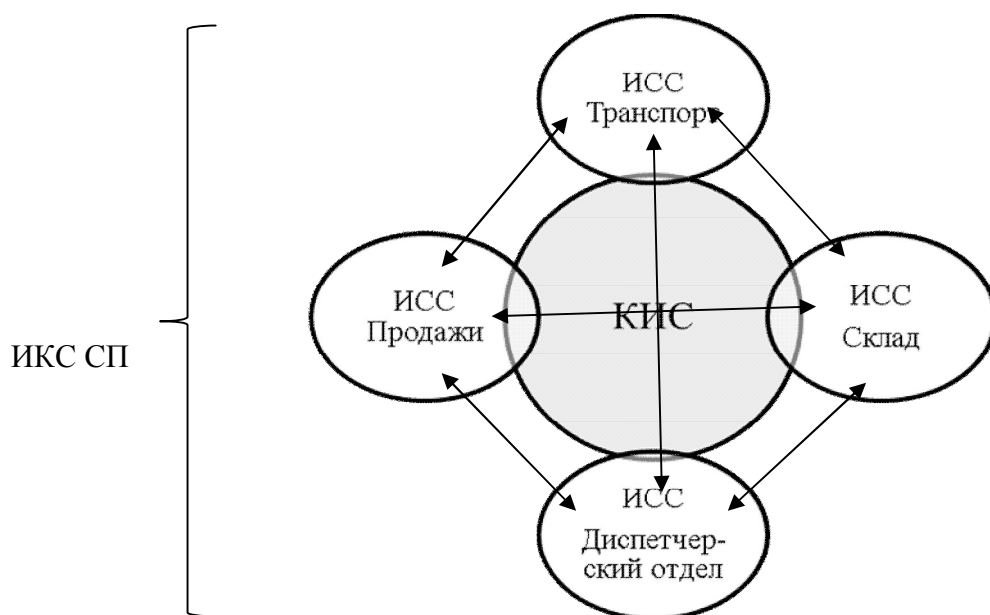 ИСС
Транспорт
ИСС
Продажи
КИС
ИСС
Склад
ИКС СП
ИСС
Диспетчер-
ский отдел